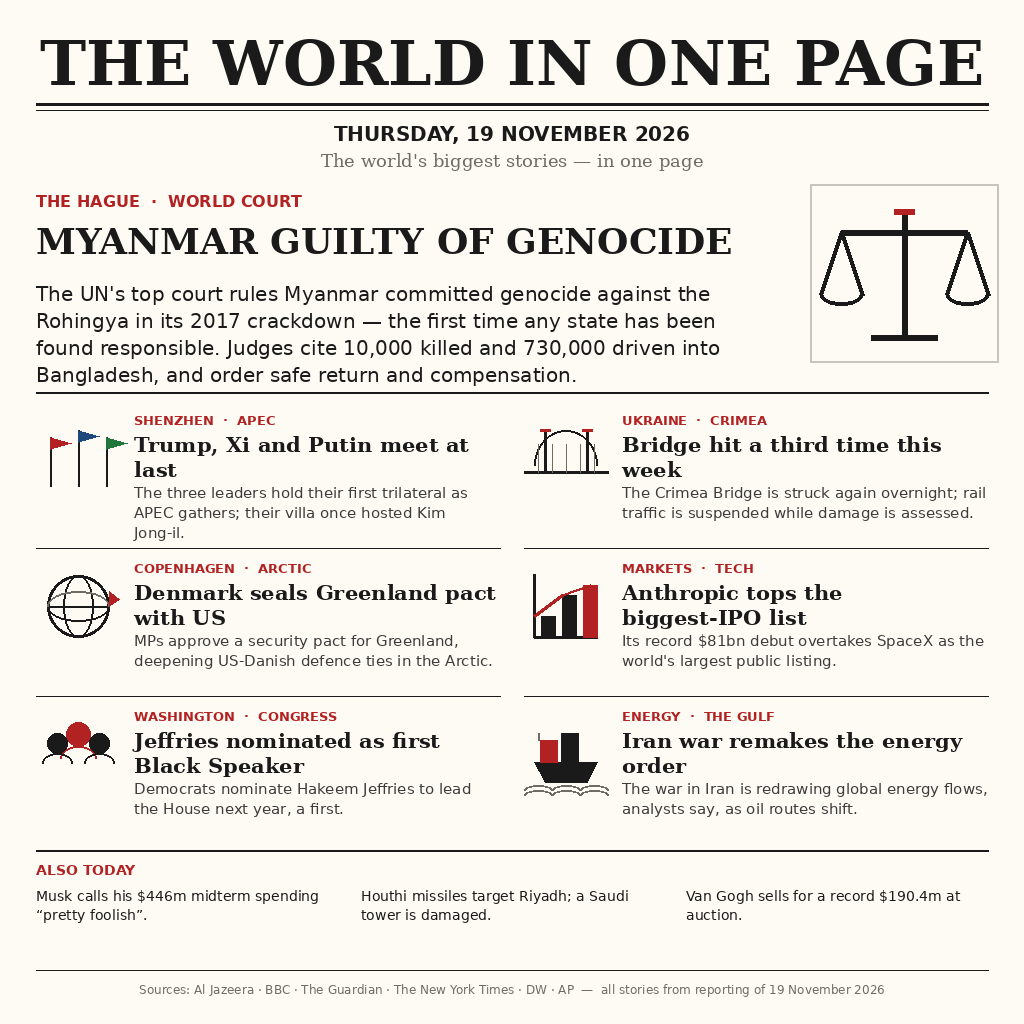 THE WORLD IN ONE PAGE
THURSDAY, 19 NOVEMBER 2026
The world's biggest stories — in one page
THE HAGUE · WORLD COURT
MYANMAR GUILTY OF GENOCIDE
The UN's top court rules Myanmar committed genocide against the
Rohingya in its 2017 crackdown — the first time any state has been
found responsible. Judges cite 10,000 killed and 730,000 driven into
Bangladesh, and order safe return and compensation.
SHENZHEN · APEC
Trump, Xi and Putin meet at
last
The three leaders hold their first trilateral as
APEC gathers; their villa once hosted Kim
Jong-il.
UKRAINE · CRIMEA
Bridge hit a third time this
week
The Crimea Bridge is struck again overnight; rail
traffic is suspended while damage is assessed.
COPENHAGEN · ARCTIC
Denmark seals Greenland pact
with US
MPs approve a security pact for Greenland,
deepening US-Danish defence ties in the Arctic.
MARKETS · TECH
Anthropic tops the
biggest-IPO list
Its record $81bn debut overtakes SpaceX as the
world's largest public listing.
WASHINGTON · CONGRESS
Jeffries nominated as first
Black Speaker
Democrats nominate Hakeem Jeffries to lead
the House next year, a first.
ENERGY · THE GULF
Iran war remakes the energy
order
The war in Iran is redrawing global energy flows,
analysts say, as oil routes shift.
ALSO TODAY
Musk calls his $446m midterm spending
“pretty foolish”.
Houthi missiles target Riyadh; a Saudi
tower is damaged.
Van Gogh sells for a record $190.4m at
auction.
Sources: Al Jazeera · BBC · The Guardian · The New York Times · DW · AP — all stories from reporting of 19 November 2026